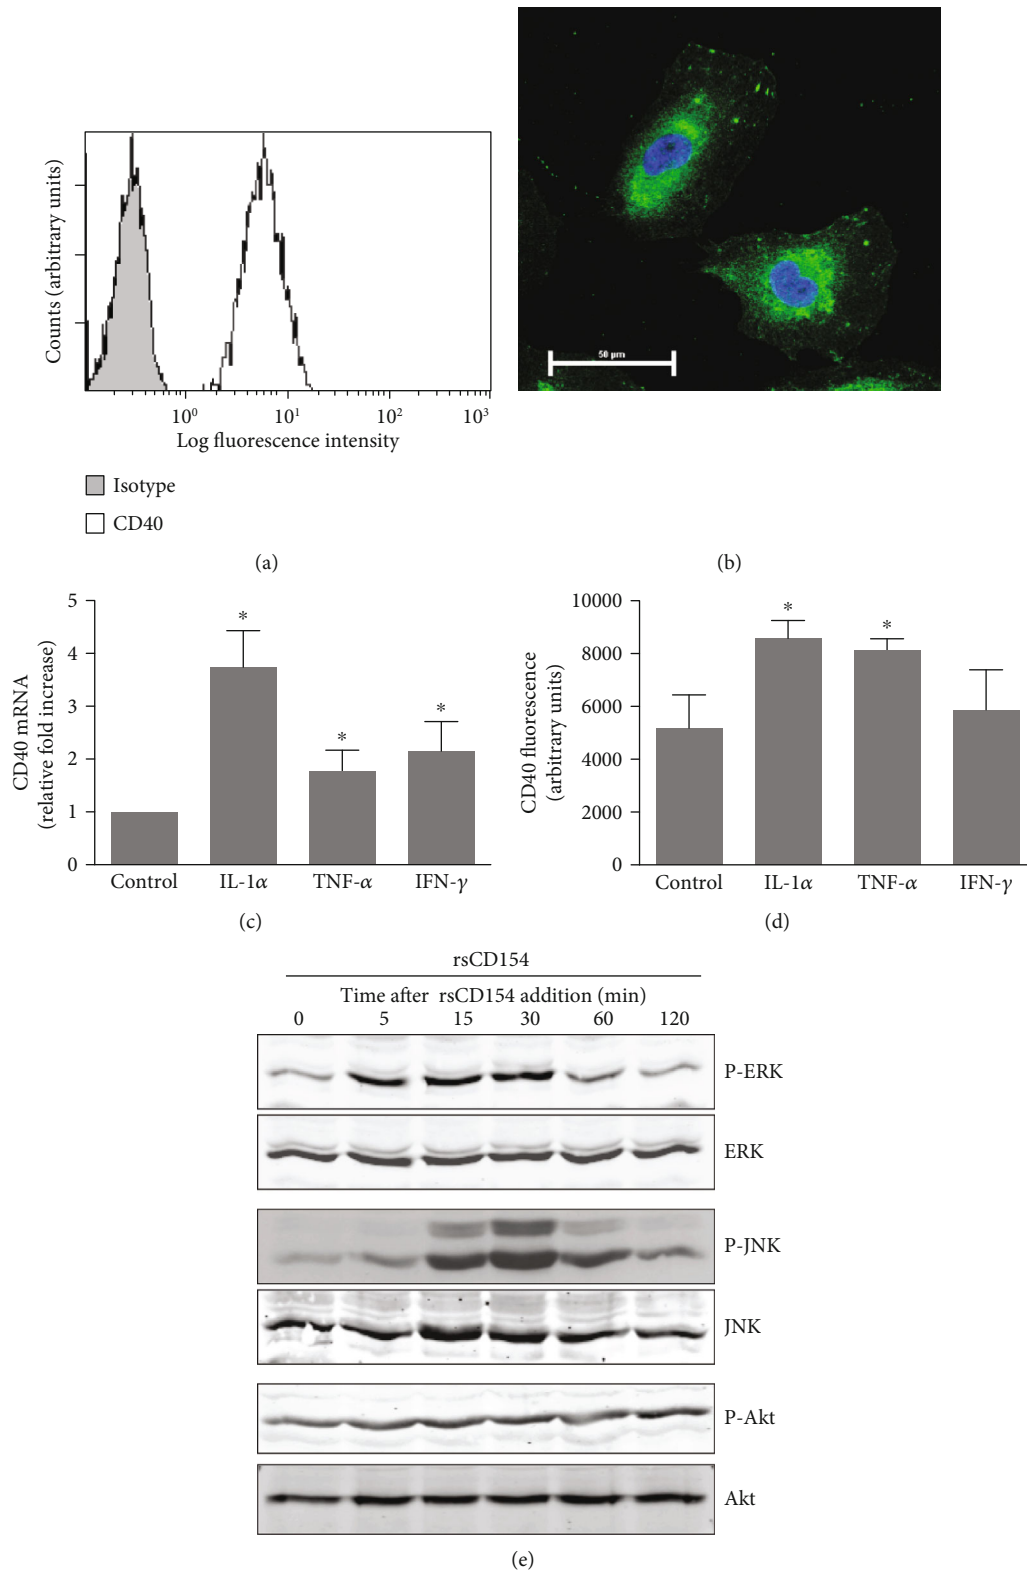 Counts (arbitrary units)
10⁰ 10¹ 10² 10³
Log fluorescence intensity
Isotype
CD40
(a)
50 μm
(b)
CD40 mRNA
(relative fold increase)
5
4
3
2
1
0
* * *
Control IL-1α TNF-α IFN-γ
(c)
CD40 fluorescence
(arbitrary units)
10000
8000
6000
4000
2000
0
* *
Control IL-1α TNF-α IFN-γ
(d)
rsCD154
Time after rsCD154 addition (min)
0 5 15 30 60 120
P-ERK
ERK
P-JNK
JNK
P-Akt
Akt
(e)